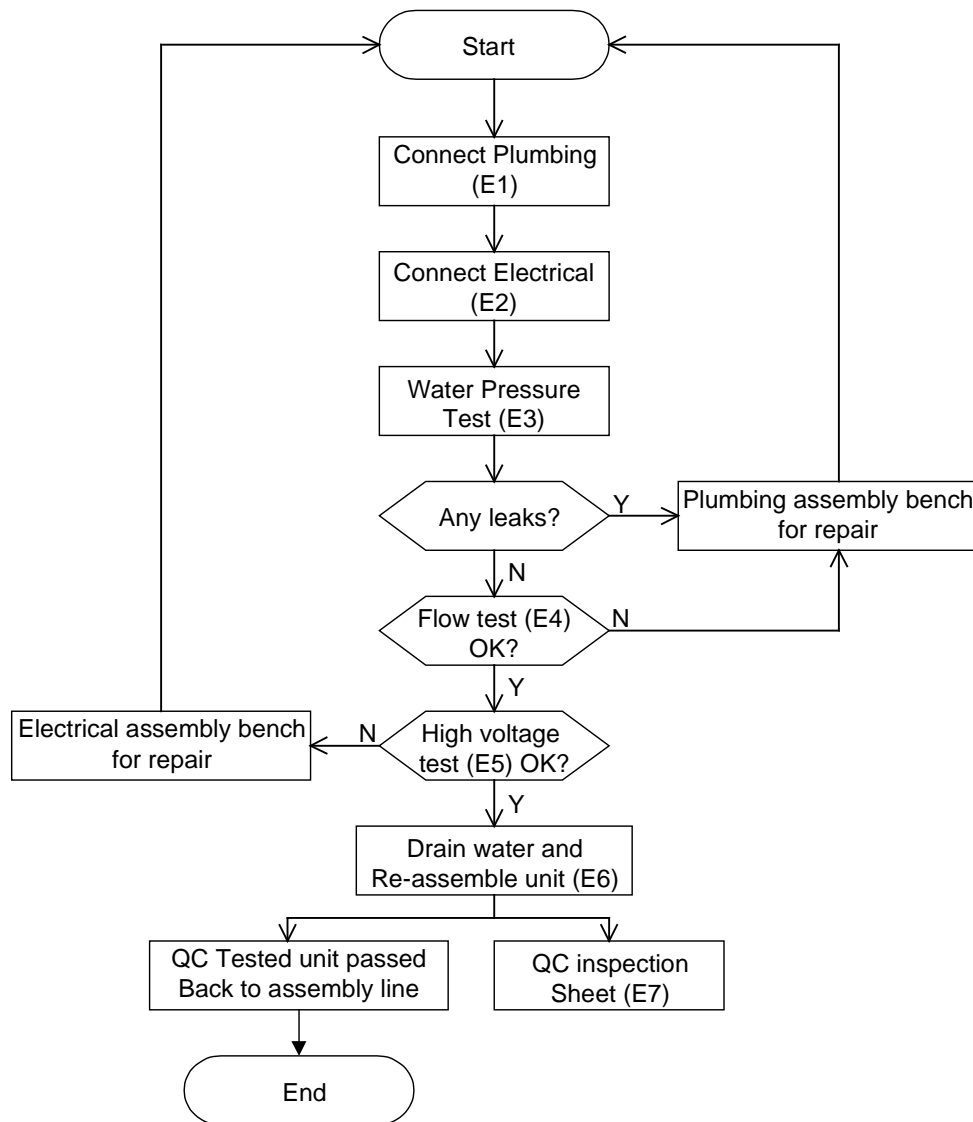 Start
Connect Plumbing
(E1)
Connect Electrical
(E2)
Water Pressure
Test (E3)
Any leaks?
Y
Plumbing assembly bench
for repair
N
Flow test (E4)
OK?
N
Y
Electrical assembly bench
for repair
N
High voltage
test (E5) OK?
Y
Drain water and
Re-assemble unit (E6)
QC Tested unit passed
Back to assembly line
QC inspection
Sheet (E7)
End